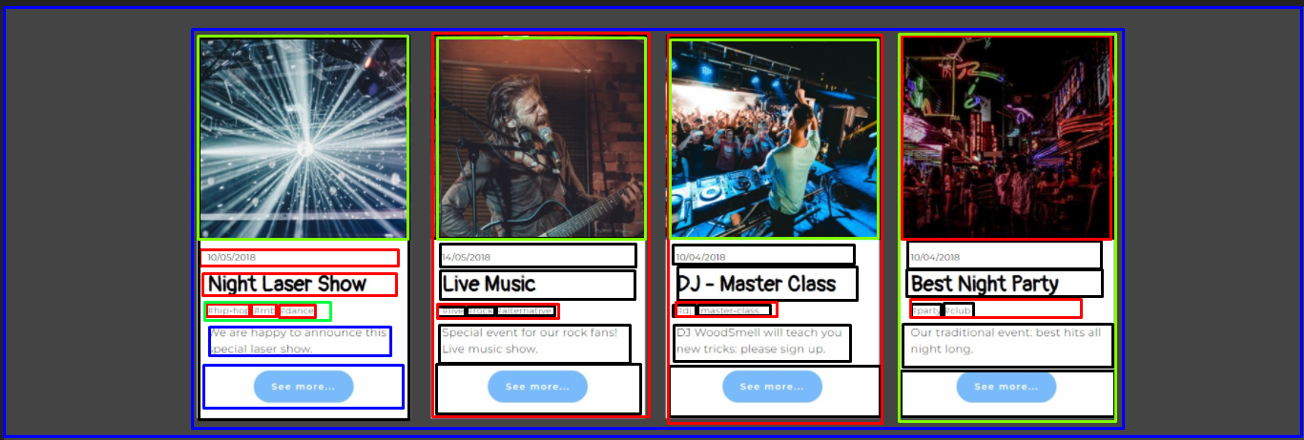 10/05/2018
Night Laser Show
#hip-hop #rnb #dance
We are happy to announce this
special laser show.
See more...
14/05/2018
Live Music
#live #rock #alternative
Special event for our rock fans!
Live music show.
See more...
10/04/2018
DJ - Master Class
#dj master-class
DJ WoodSmell will teach you
new tricks: please sign up.
See more...
10/04/2018
Best Night Party
#party #club
Our traditional event: best hits all
night long.
See more...